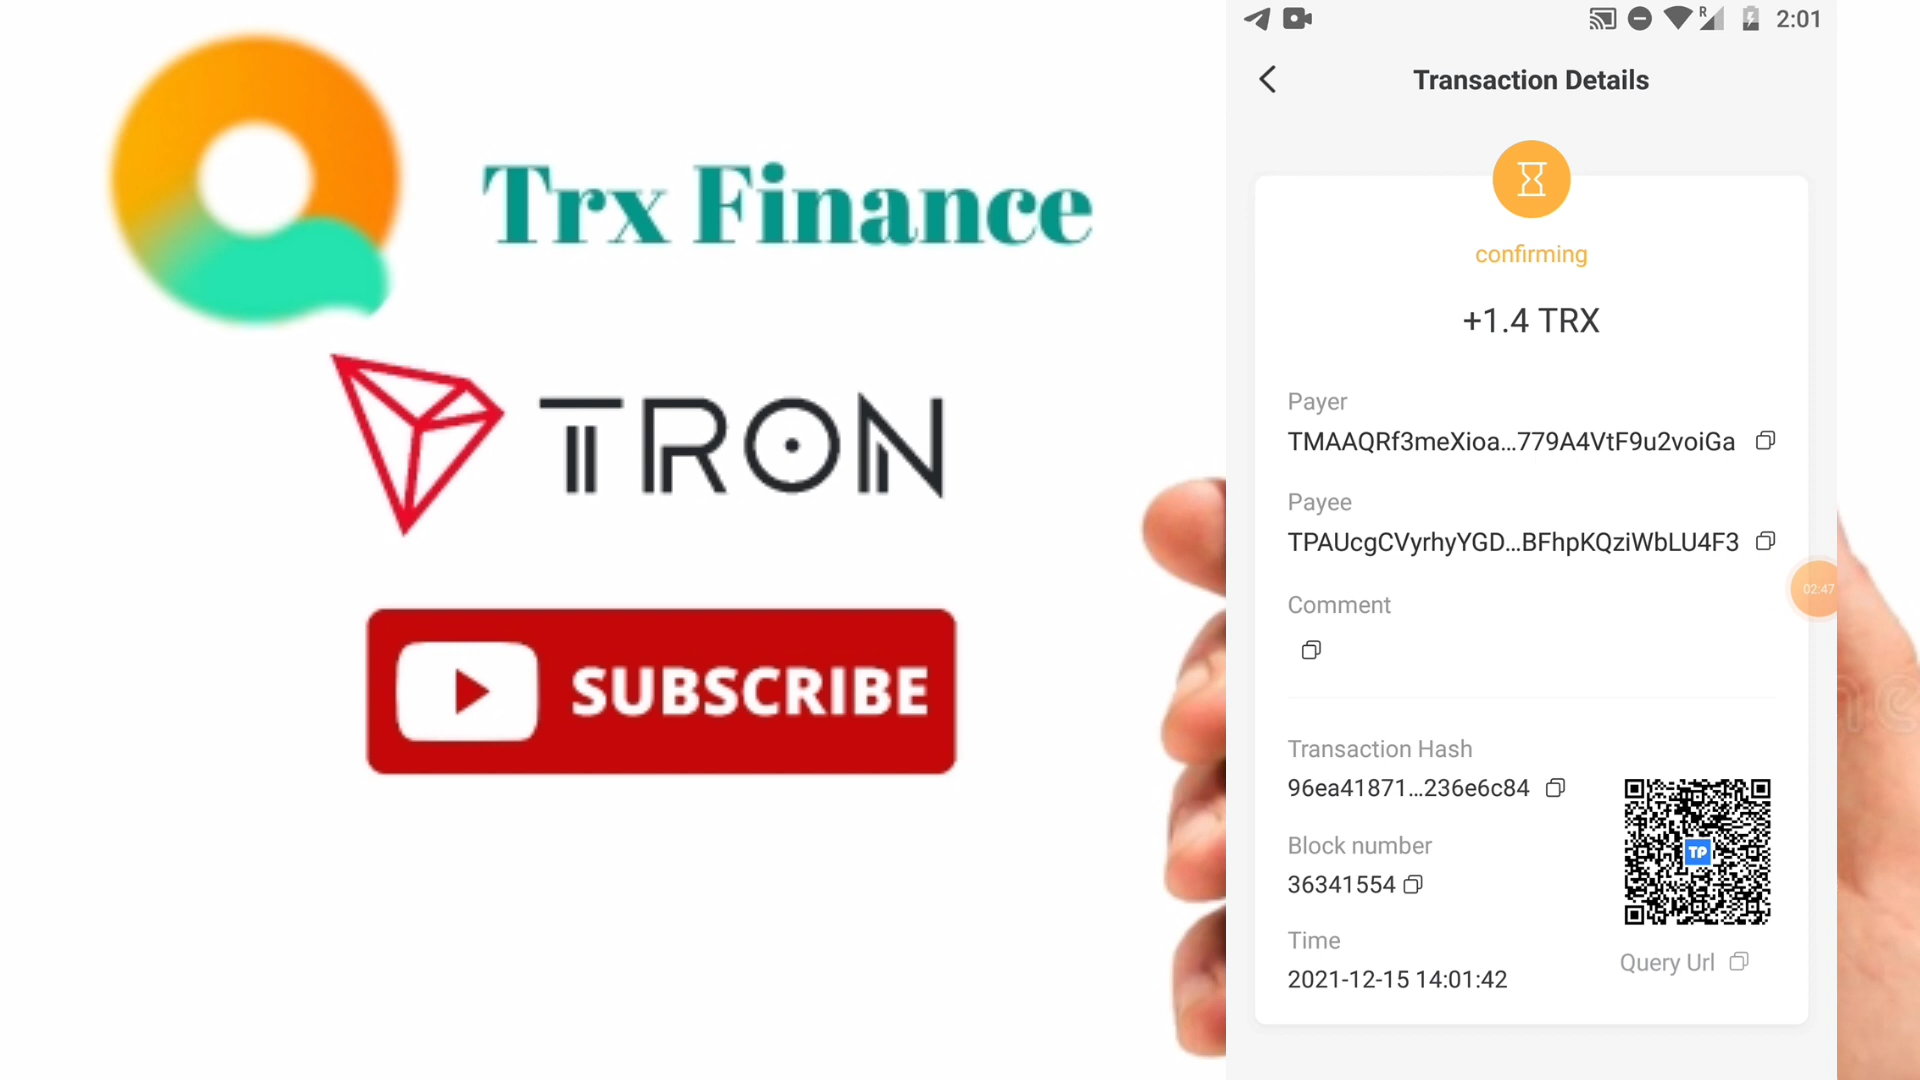 Trx Finance
TRON
SUBSCRIBE
R
2:01
Transaction Details
confirming
+1.4 TRX
Payer
TMAAQRf3meXioa...779A4VtF9u2voiGa
Payee
TPAUcgCVyrhyYGD...BFhpKQziWbLU4F3
02:47
Comment
Transaction Hash
96ea41871...236e6c84
TP
Block number
36341554
Time
2021-12-15 14:01:42
Query Url